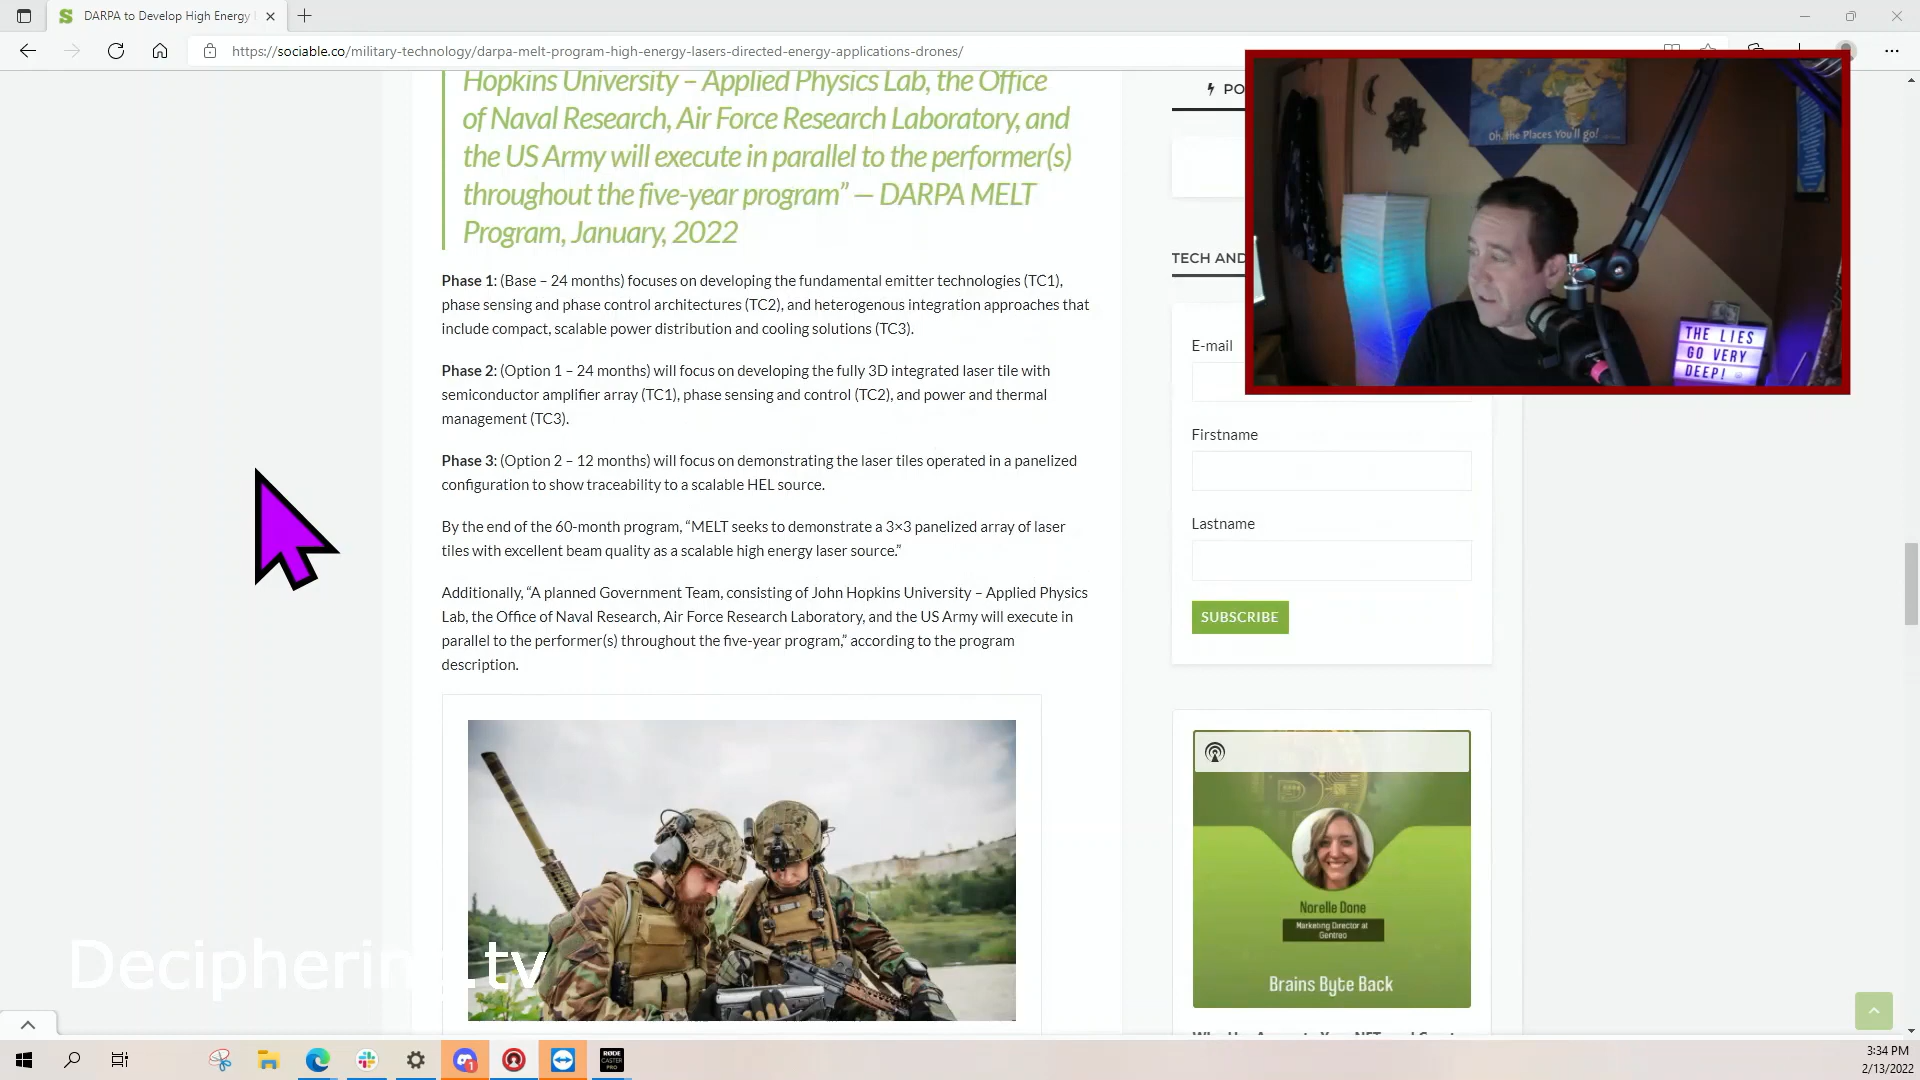 DARPA to Develop High Energy
https://sociable.co/military-technology/darpa-melt-program-high-energy-lasers-directed-energy-applications-drones/
Hopkins University – Applied Physics Lab, the Office
of Naval Research, Air Force Research Laboratory, and
the US Army will execute in parallel to the performer(s)
throughout the five-year program” — DARPA MELT
Program, January, 2022
Phase 1: (Base – 24 months) focuses on developing the fundamental emitter technologies (TC1),
phase sensing and phase control architectures (TC2), and heterogenous integration approaches that
include compact, scalable power distribution and cooling solutions (TC3).
Phase 2: (Option 1 – 24 months) will focus on developing the fully 3D integrated laser tile with
semiconductor amplifier array (TC1), phase sensing and control (TC2), and power and thermal
management (TC3).
Phase 3: (Option 2 – 12 months) will focus on demonstrating the laser tiles operated in a panelized
configuration to show traceability to a scalable HEL source.
By the end of the 60-month program, “MELT seeks to demonstrate a 3×3 panelized array of laser
tiles with excellent beam quality as a scalable high energy laser source.”
Additionally, “A planned Government Team, consisting of John Hopkins University – Applied Physics
Lab, the Office of Naval Research, Air Force Research Laboratory, and the US Army will execute in
parallel to the performer(s) throughout the five-year program,” according to the program
description.
PO
TECH AND
E-mail
Firstname
Lastname
SUBSCRIBE
Oh, the Places You'll go!
THE LIES
GO VERY
DEEP!
Norelle Done
Marketing Director at
Gentreo
Brains Byte Back
Deciphering.tv
RØDE
CASTER
PRO
3:34 PM
2/13/2022